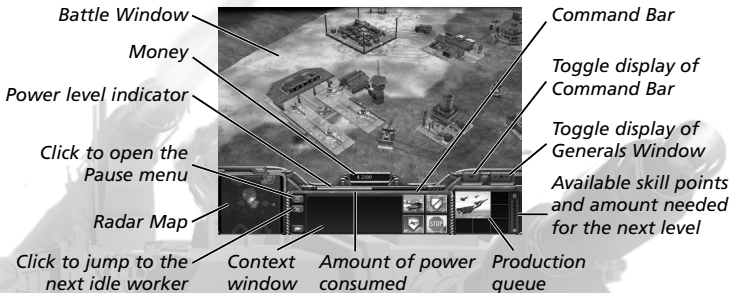 Battle Window
Money
Power level indicator
Click to open the
Pause menu
Radar Map
Click to jump to the
next idle worker
Context
window
Amount of power
consumed
Production
queue
Command Bar
Toggle display of
Command Bar
Toggle display of
Generals Window
Available skill points
and amount needed
for the next level
$ 2300